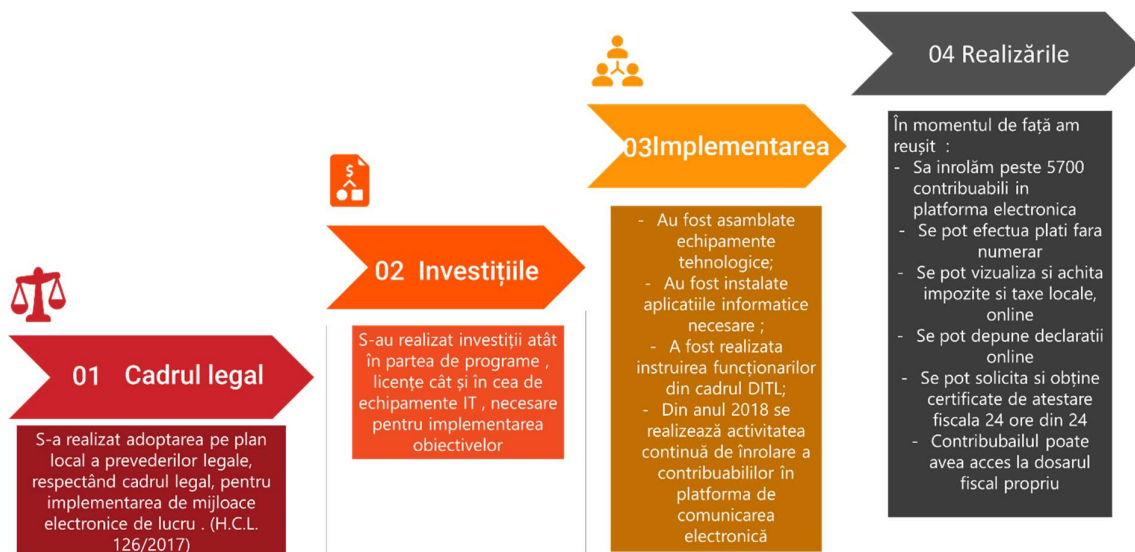 01 Cadrul legal
S-a realizat adoptarea pe plan
local a prevederilor legale,
respectând cadrul legal, pentru
implementarea de mijloace
electronice de lucru . (H.C.L.
126/2017)
02 Investițiile
S-au realizat investiții atât
în partea de programe ,
licențe cât și în cea de
echipamente IT , necesare
pentru implementarea
obiectivelor
03Implementarea
- Au fost asamblate
echipamente
tehnologice;
- Au fost instalate
aplicatiile informatice
necesare ;
- A fost realizata
instruirea funcționarilor
din cadrul DITL;
- Din anul 2018 se
realizează activitatea
continuă de înrolare a
contribuabililor în
platforma de
comunicarea
electronică
04 Realizările
În momentul de față am
reușit :
- Sa inrolăm peste 5700
contribuabili in
platforma electronica
- Se pot efectua plati fara
numerar
- Se pot vizualiza si achita
impozite si taxe locale,
online
- Se pot depune declaratii
online
- Se pot solicita si obține
certificate de atestare
fiscala 24 ore din 24
- Contribubailul poate
avea acces la dosarul
fiscal propriu